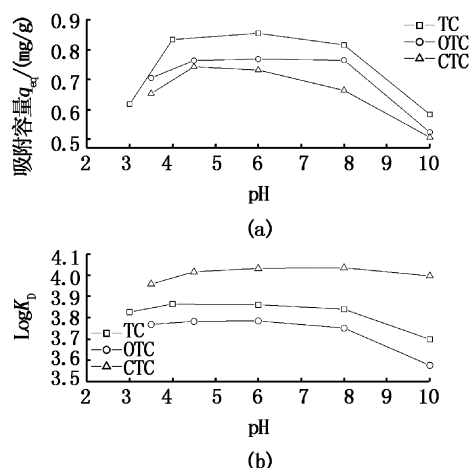 吸附容量qeq/(mg/g)
0.9
0.8
0.7
0.6
0.5
TC
OTC
CTC
2 3 4 5 6 7 8 9 10
pH
(a)
LogKD
4.1
4.0
3.9
3.8
3.7
3.6
3.5
TC
OTC
CTC
2 3 4 5 6 7 8 9 10
pH
(b)